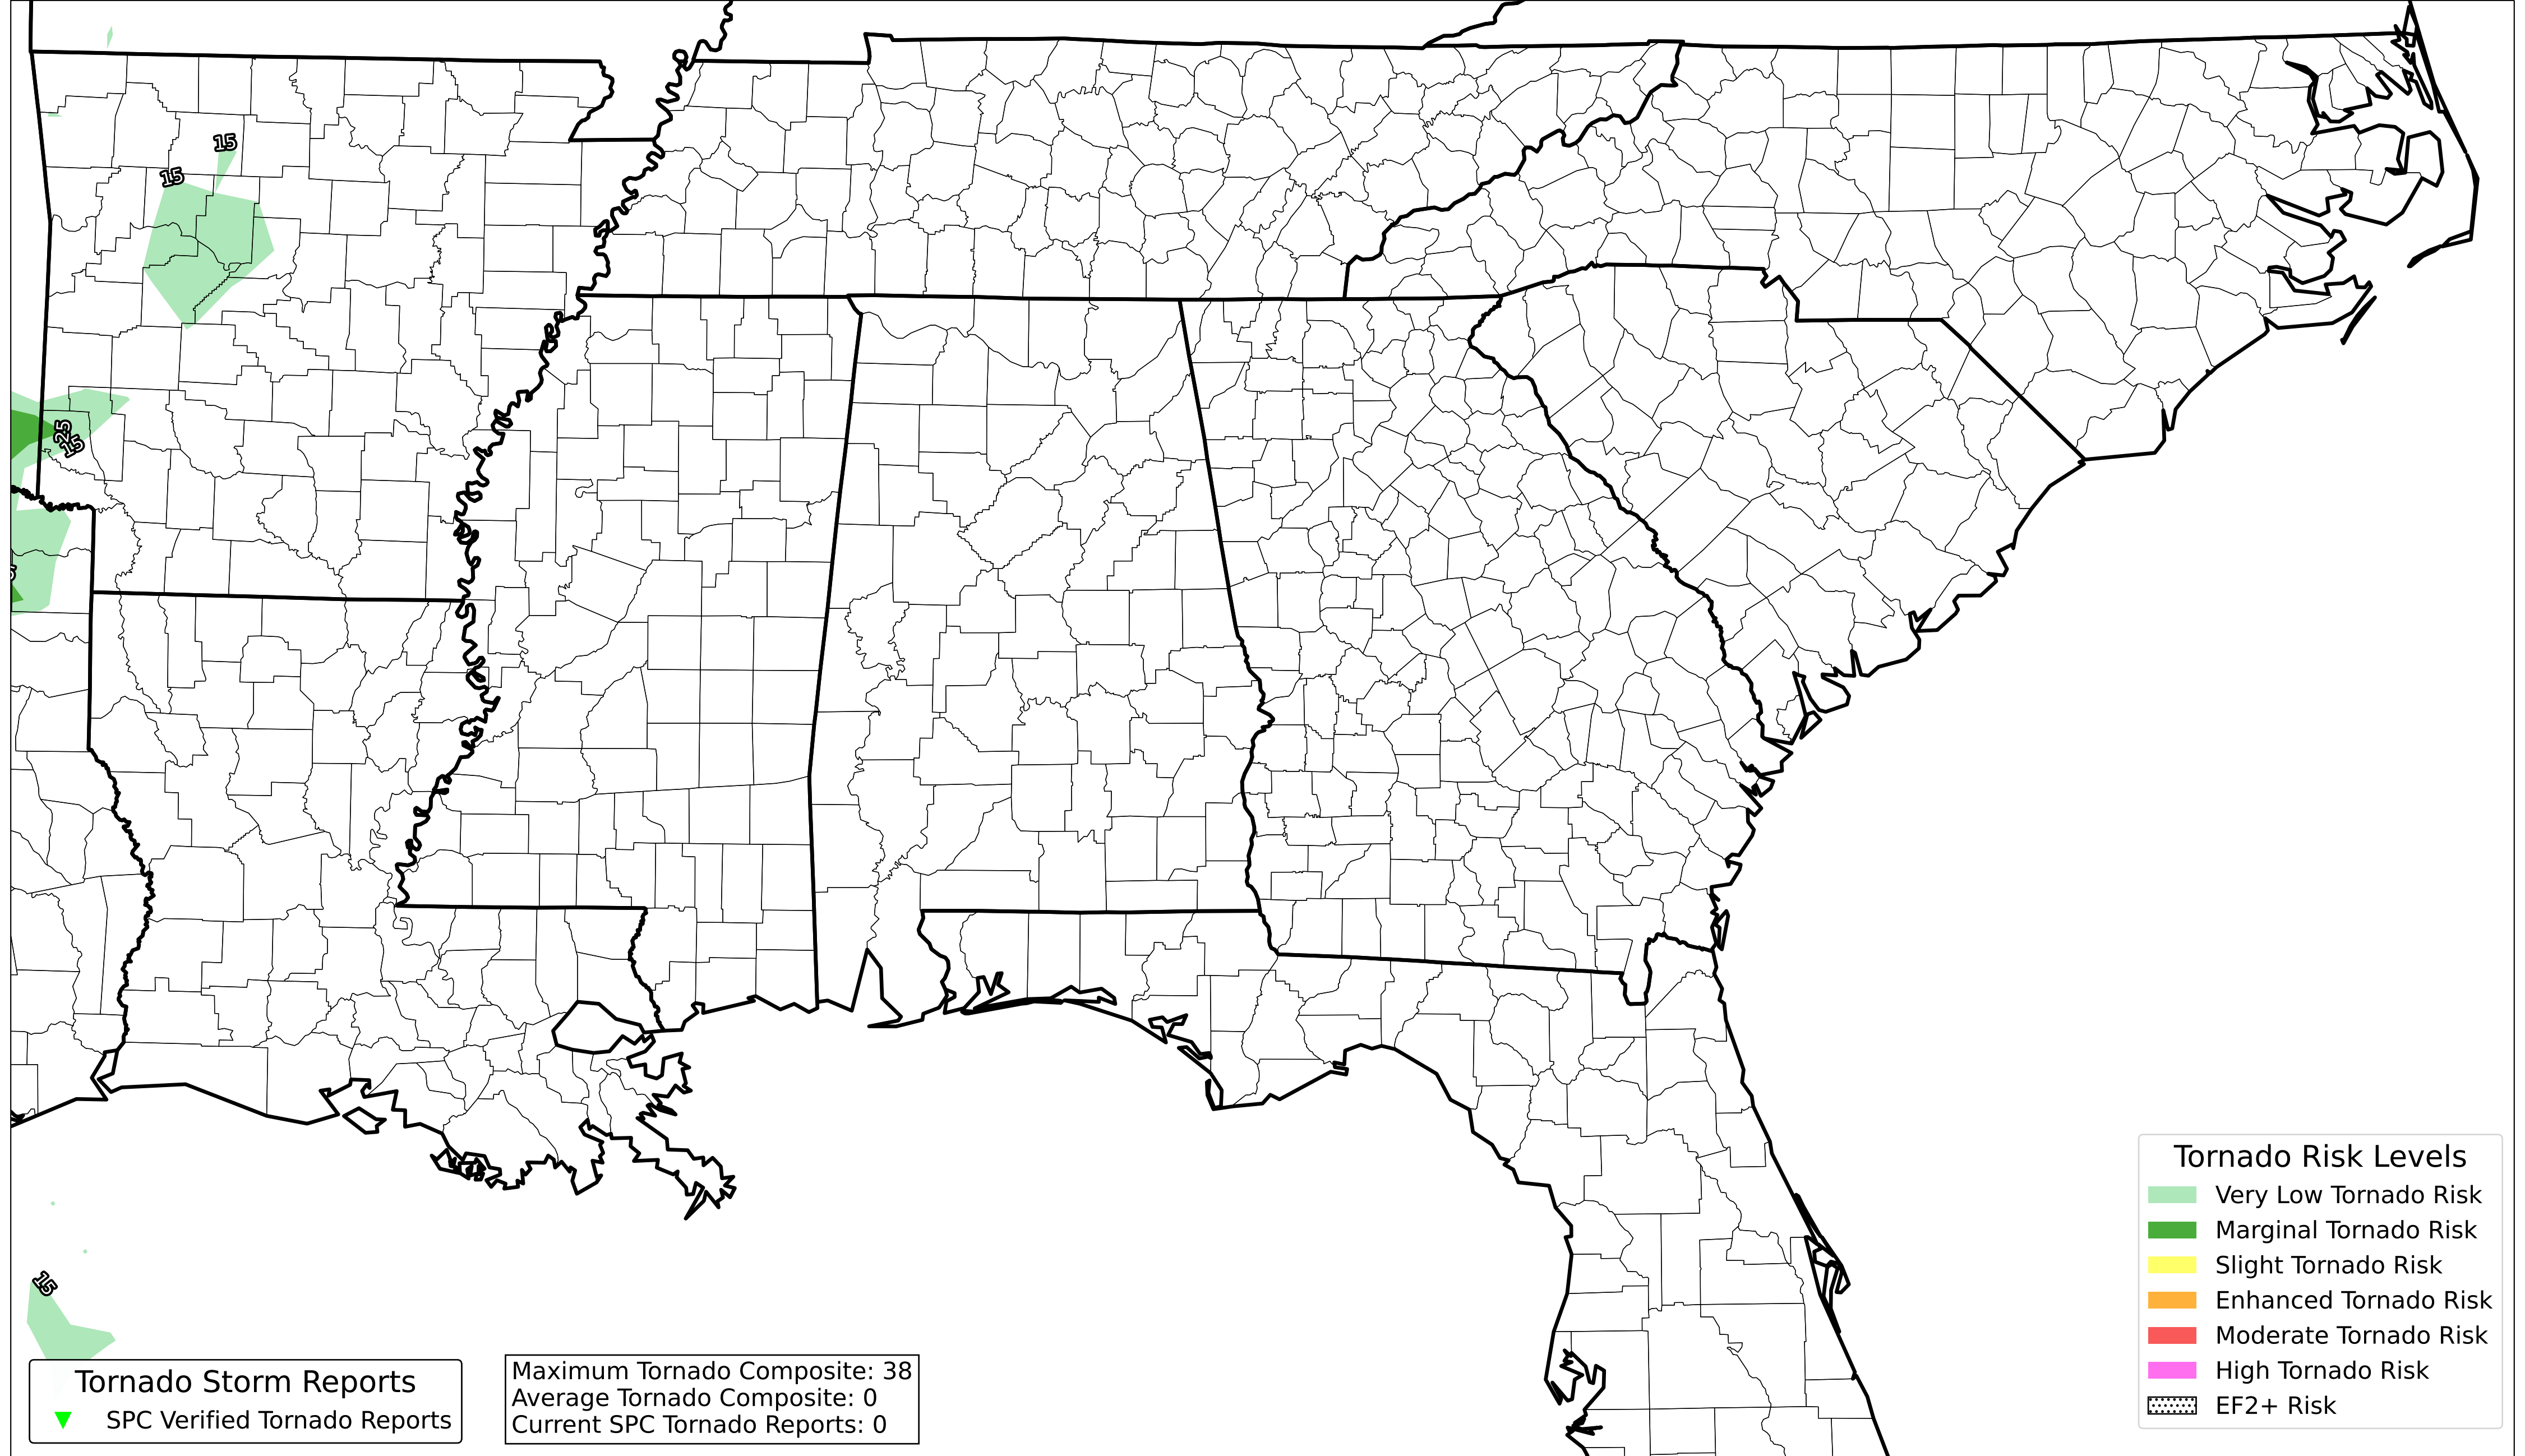 15
15
25
15
15
Tornado Storm Reports
SPC Verified Tornado Reports
Maximum Tornado Composite: 38
Average Tornado Composite: 0
Current SPC Tornado Reports: 0
Tornado Risk Levels
Very Low Tornado Risk
Marginal Tornado Risk
Slight Tornado Risk
Enhanced Tornado Risk
Moderate Tornado Risk
High Tornado Risk
EF2+ Risk